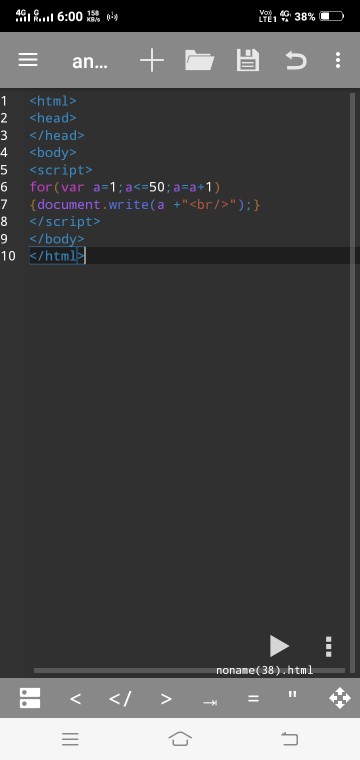 4G G R 6:00 158 KB/s Vo) LTE1 4G 38%
an...
1 <html>
2 <head>
3 </head>
4 <body>
5 <script>
6 for(var a=1;a<=50;a=a+1)
7 {document.write(a +"<br/>");}
8 </script>
9 </body>
10 </html>
noname(38).html
< </ > = "